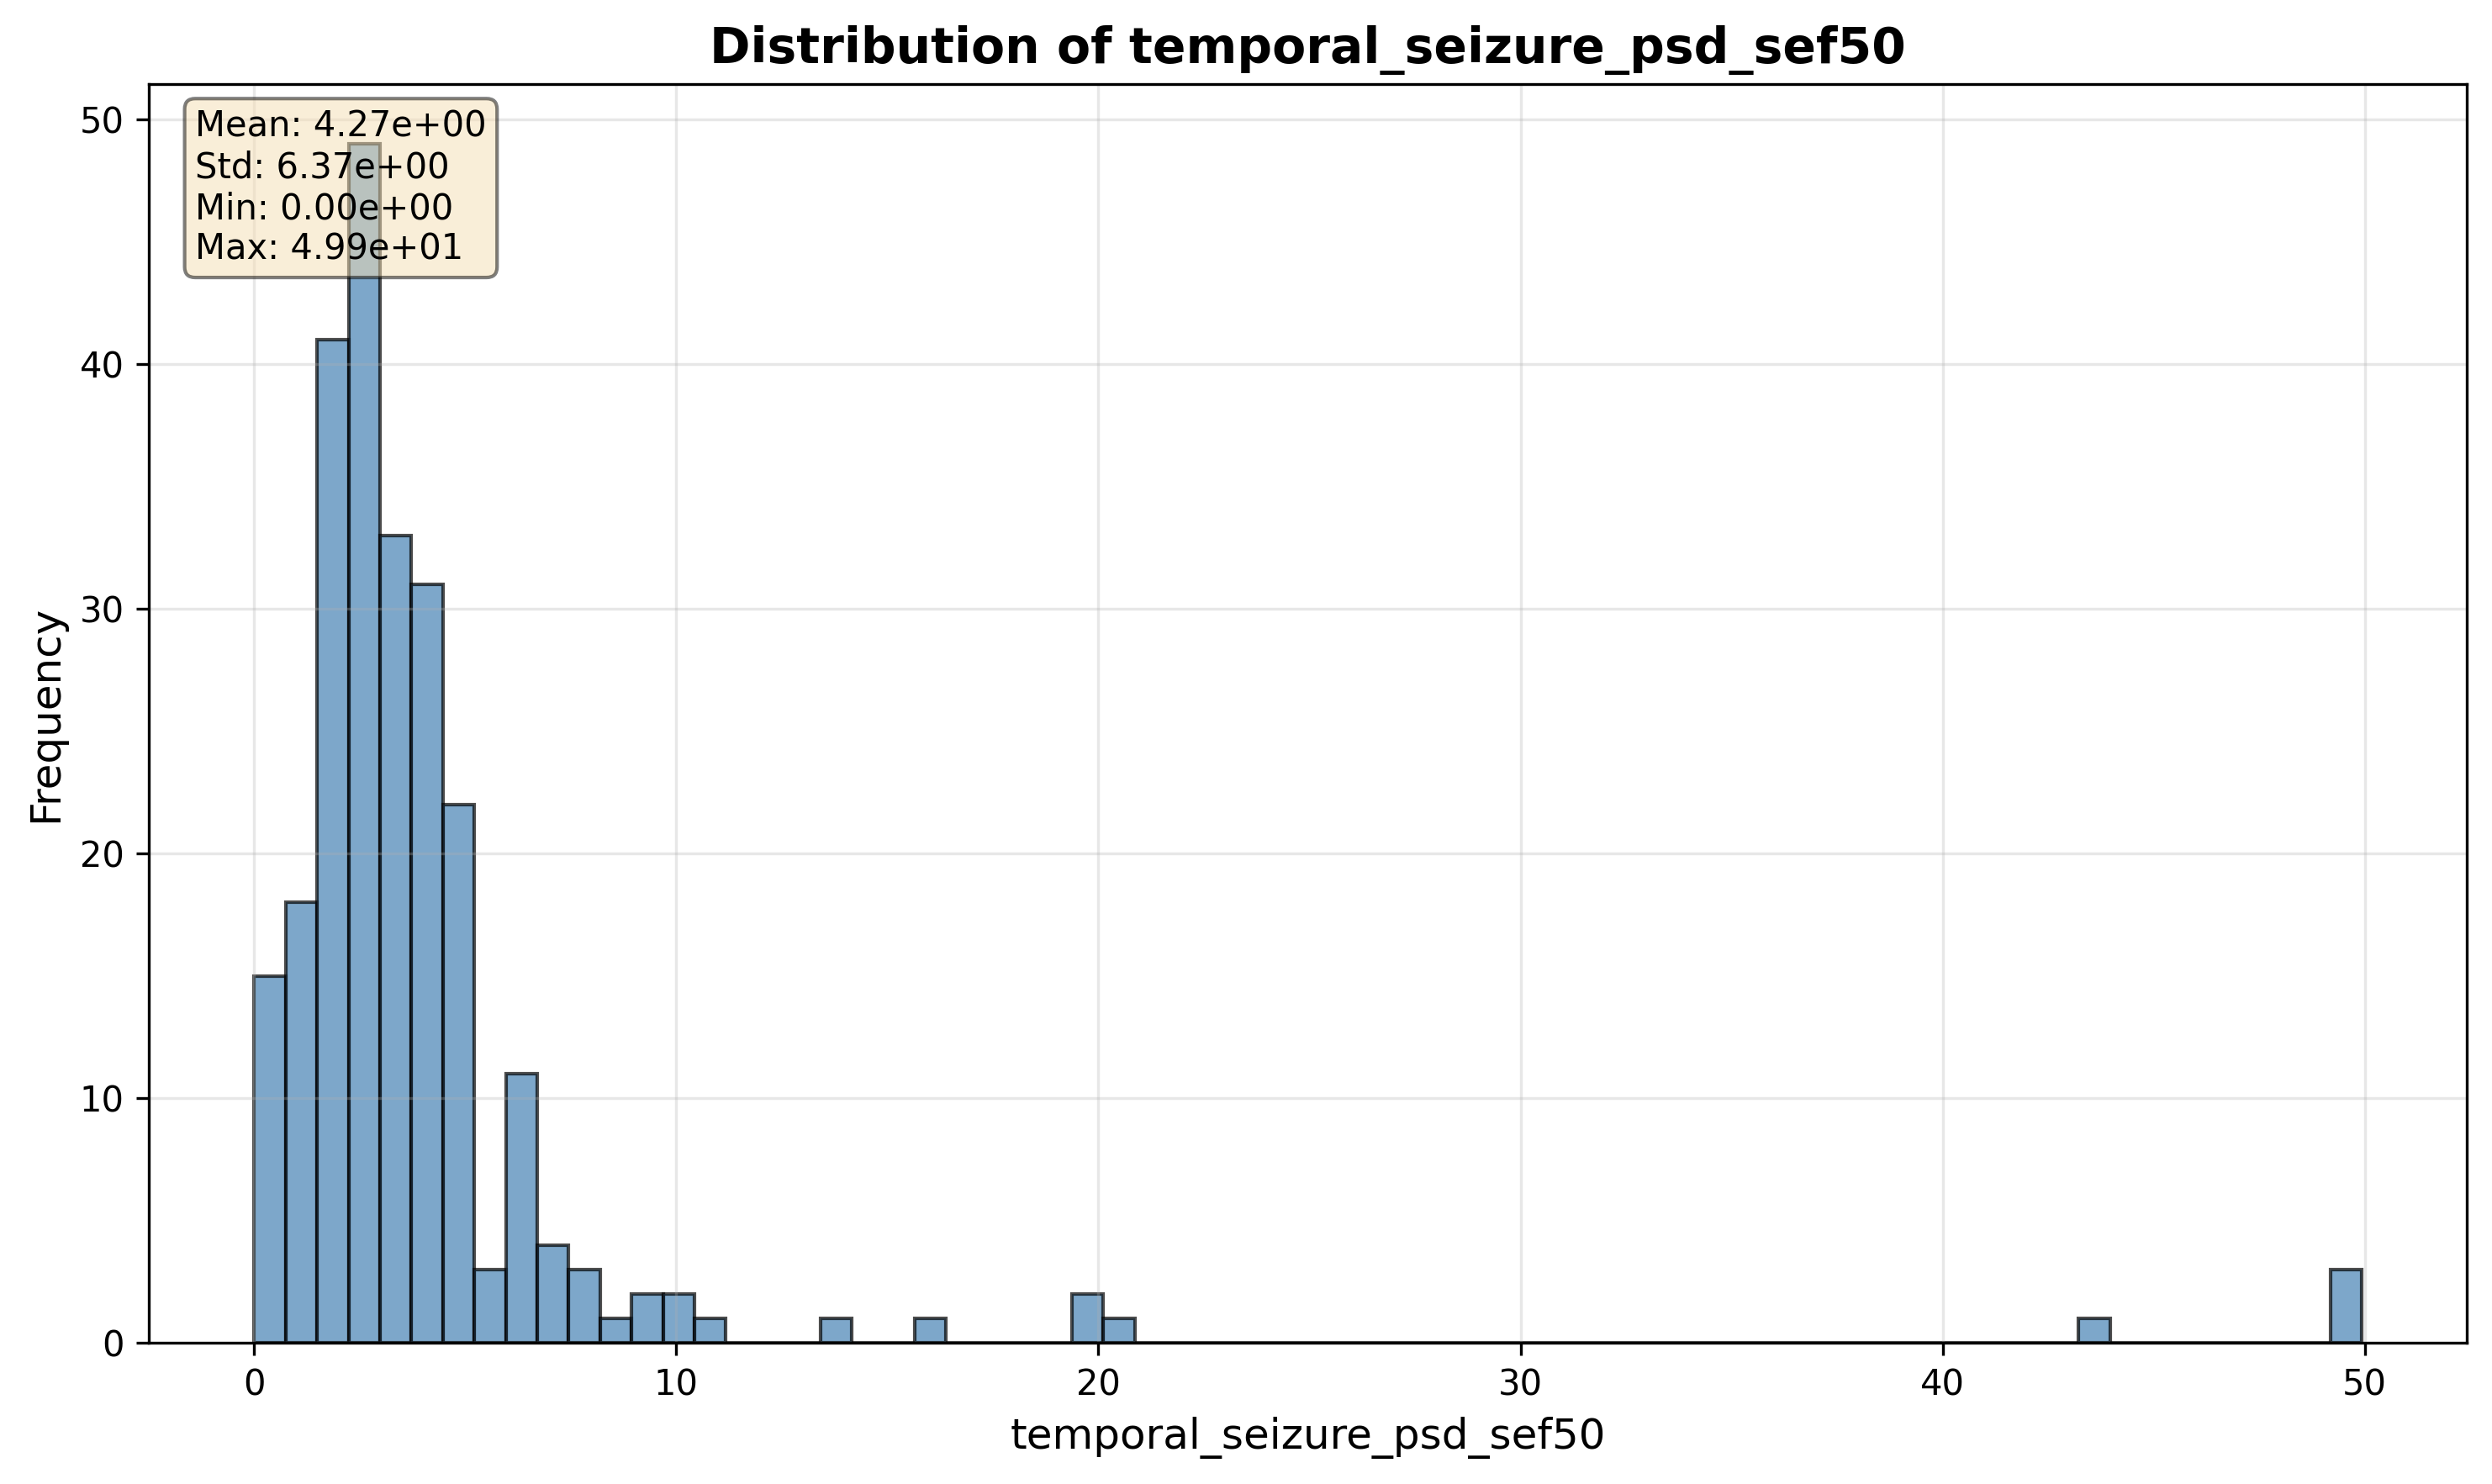 Distribution of temporal_seizure_psd_sef50
Mean: 4.27e+00
Std: 6.37e+00
Min: 0.00e+00
Max: 4.99e+01
50
40
30
20
10
0
Frequency
0 10 20 30 40 50
temporal_seizure_psd_sef50